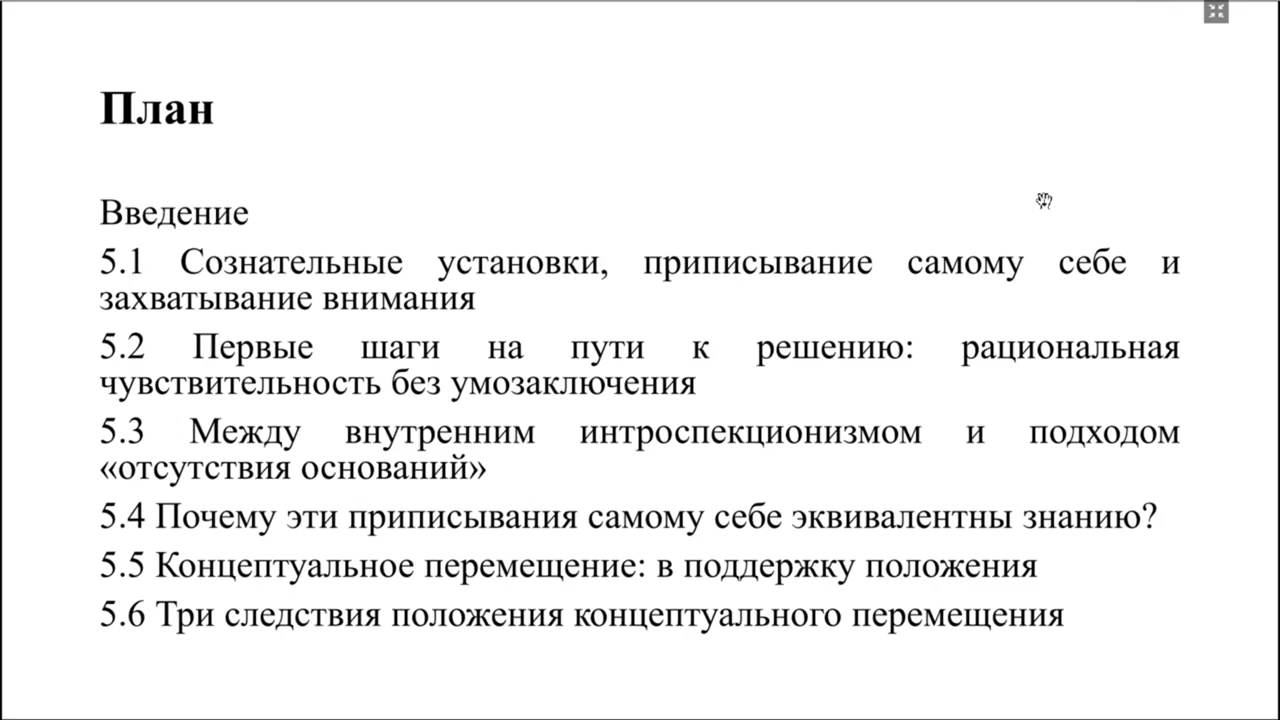 План
Введение
5.1 Сознательные установки, приписывание самому себе и
захватывание внимания
5.2 Первые шаги на пути к решению: рациональная
чувствительность без умозаключения
5.3 Между внутренним интроспекционизмом и подходом
«отсутствия оснований»
5.4 Почему эти приписывания самому себе эквивалентны знанию?
5.5 Концептуальное перемещение: в поддержку положения
5.6 Три следствия положения концептуального перемещения